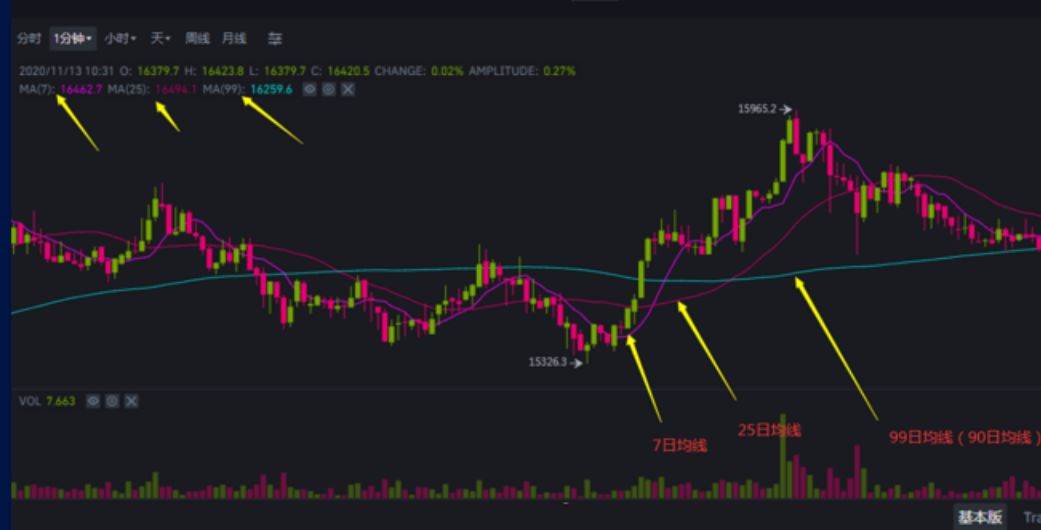 分时 1分钟 小时 天 周线 月线
2020/11/13 10:31 O: 16379.7 H: 16423.8 L: 16379.7 C: 16420.5 CHANGE: 0.02% AMPLITUDE: 0.27%
MA(7): 16462.7 MA(25): 16494.1 MA(99): 16259.6
15965.2
15326.3
VOL 7.663
7日均线
25日均线
99日均线（90日均线）
基本版 Tra